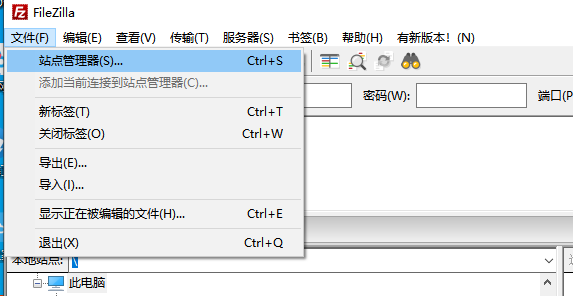 FileZilla
文件(F) 编辑(E) 查看(V) 传输(T) 服务器(S) 书签(B) 帮助(H) 有新版本！(N)
站点管理器(S)... Ctrl+S
添加当前连接到站点管理器(C)...
密码(W): 端口(P
新标签(T) Ctrl+T
关闭标签(O) Ctrl+W
导出(E)...
导入(I)...
显示正在被编辑的文件(H)... Ctrl+E
退出(X) Ctrl+Q
本地站点: \
此电脑